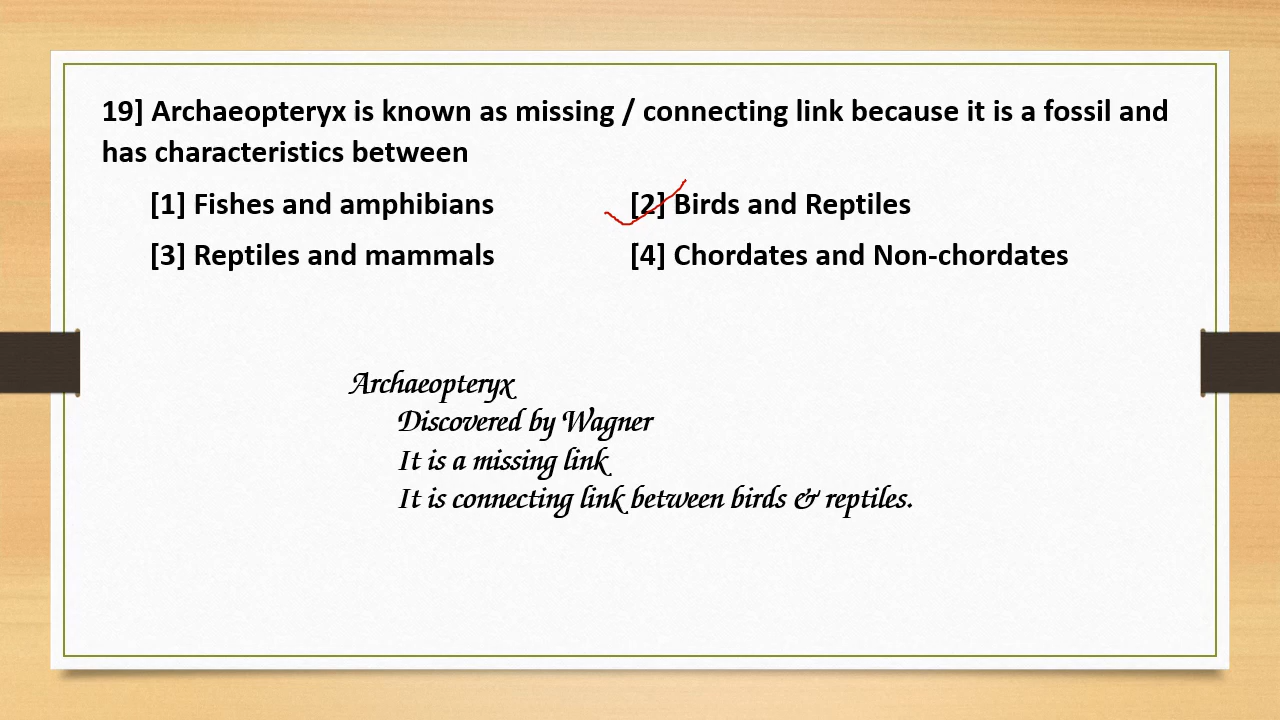 19] Archaeopteryx is known as missing / connecting link because it is a fossil and
has characteristics between
[1] Fishes and amphibians [2] Birds and Reptiles
[3] Reptiles and mammals [4] Chordates and Non-chordates
Archaeopteryx
Discovered by Wagner
It is a missing link
It is connecting link between birds & reptiles.